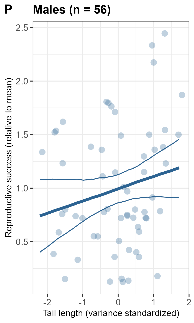 P Males (n = 56)
Reproductive success (relative to mean)
2.5
2.0
1.5
1.0
0.5
-2 -1 0 1 2
Tail length (variance standardized)